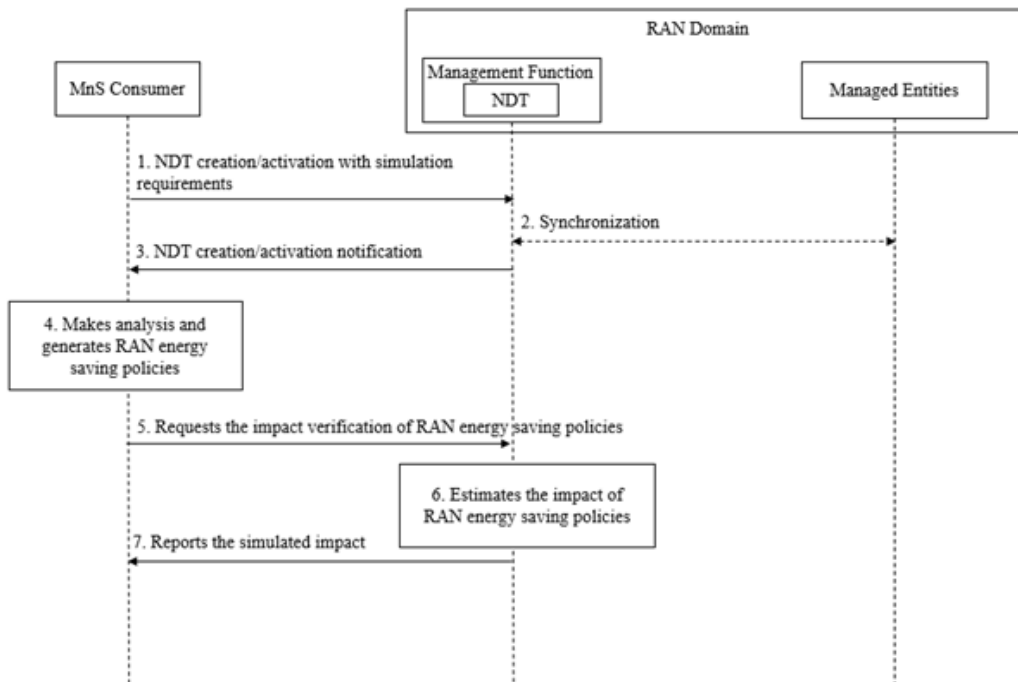 RAN Domain
MnS Consumer
Management Function
NDT
Managed Entities
1. NDT creation/activation with simulation
requirements
2. Synchronization
3. NDT creation/activation notification
4. Makes analysis and
generates RAN energy
saving policies
5. Requests the impact verification of RAN energy saving policies
6. Estimates the impact of
RAN energy saving policies
7. Reports the simulated impact